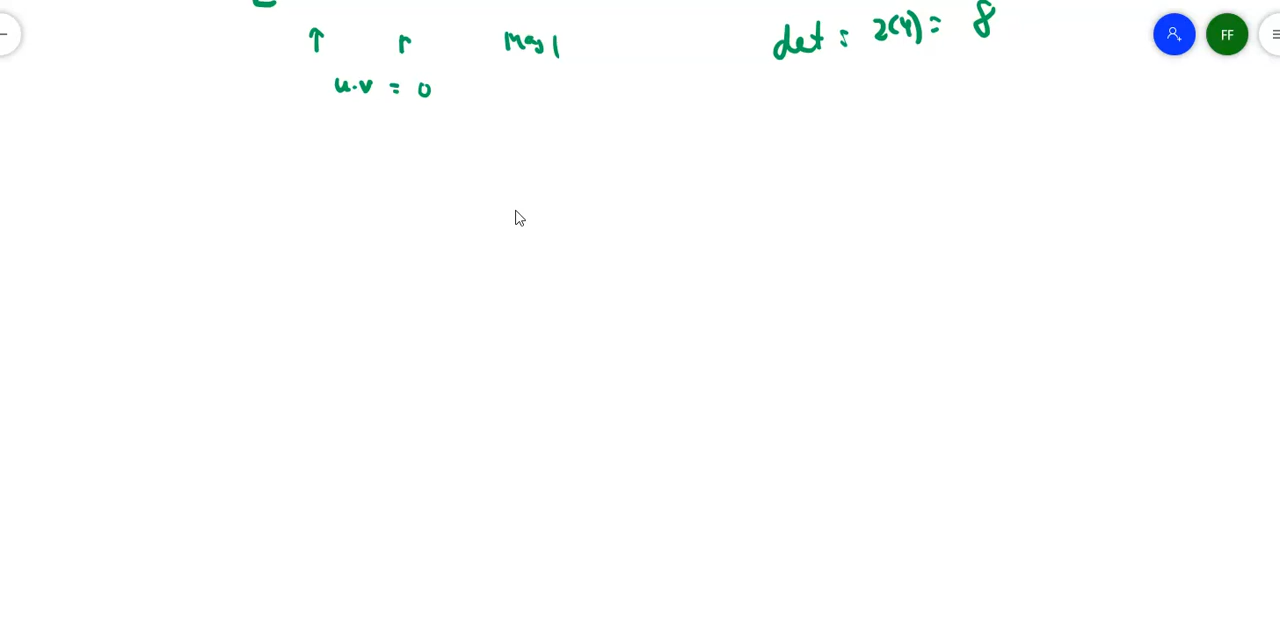 ↑ ↑ Mag 1
det = 2(4) = 8
FF
u.v = 0